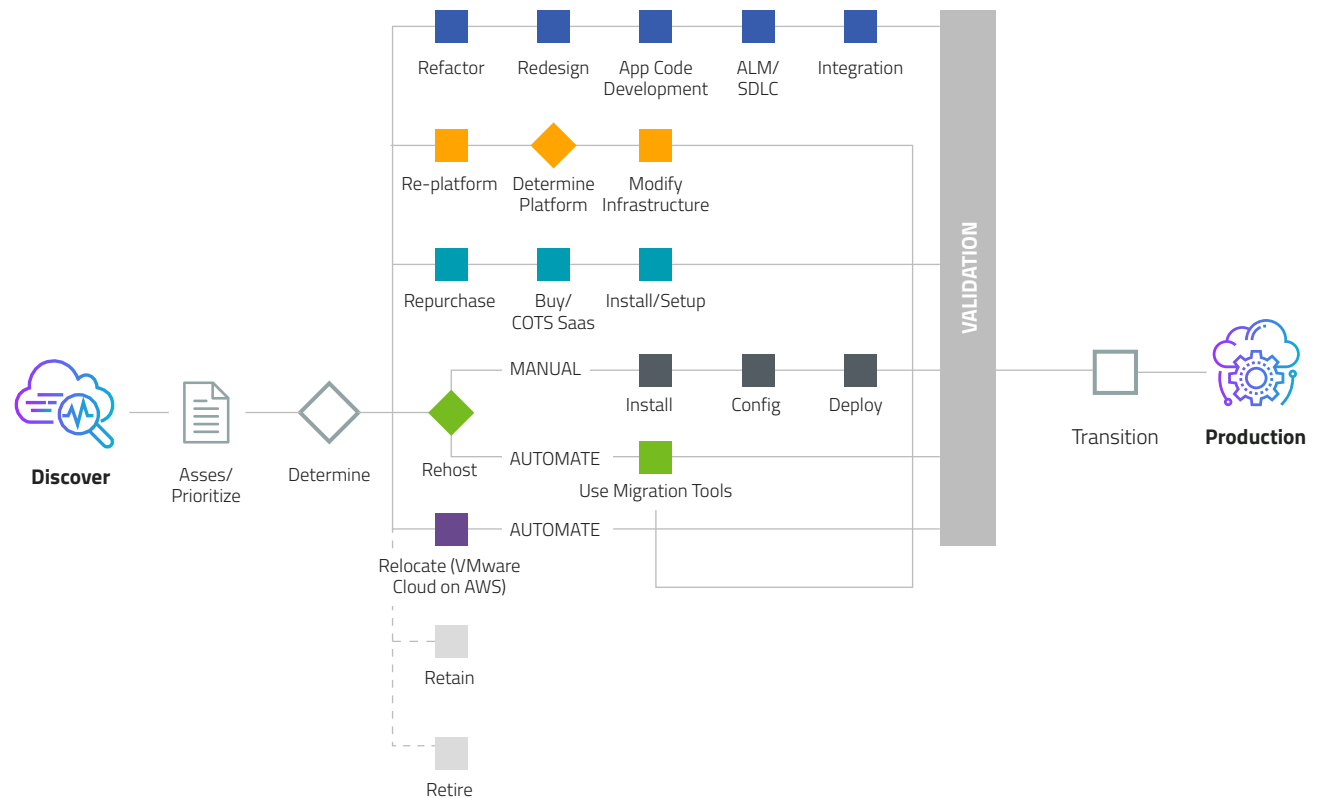 Refactor
Redesign
App Code
Development
ALM/
SDLC
Integration
Re-platform
Determine
Platform
Modify
Infrastructure
Repurchase
Buy/
COTS Saas
Install/Setup
VALIDATION
MANUAL
Install
Config
Deploy
Discover
Asses/
Prioritize
Determine
Rehost
AUTOMATE
Use Migration Tools
Transition
Production
AUTOMATE
Relocate (VMware
Cloud on AWS)
Retain
Retire